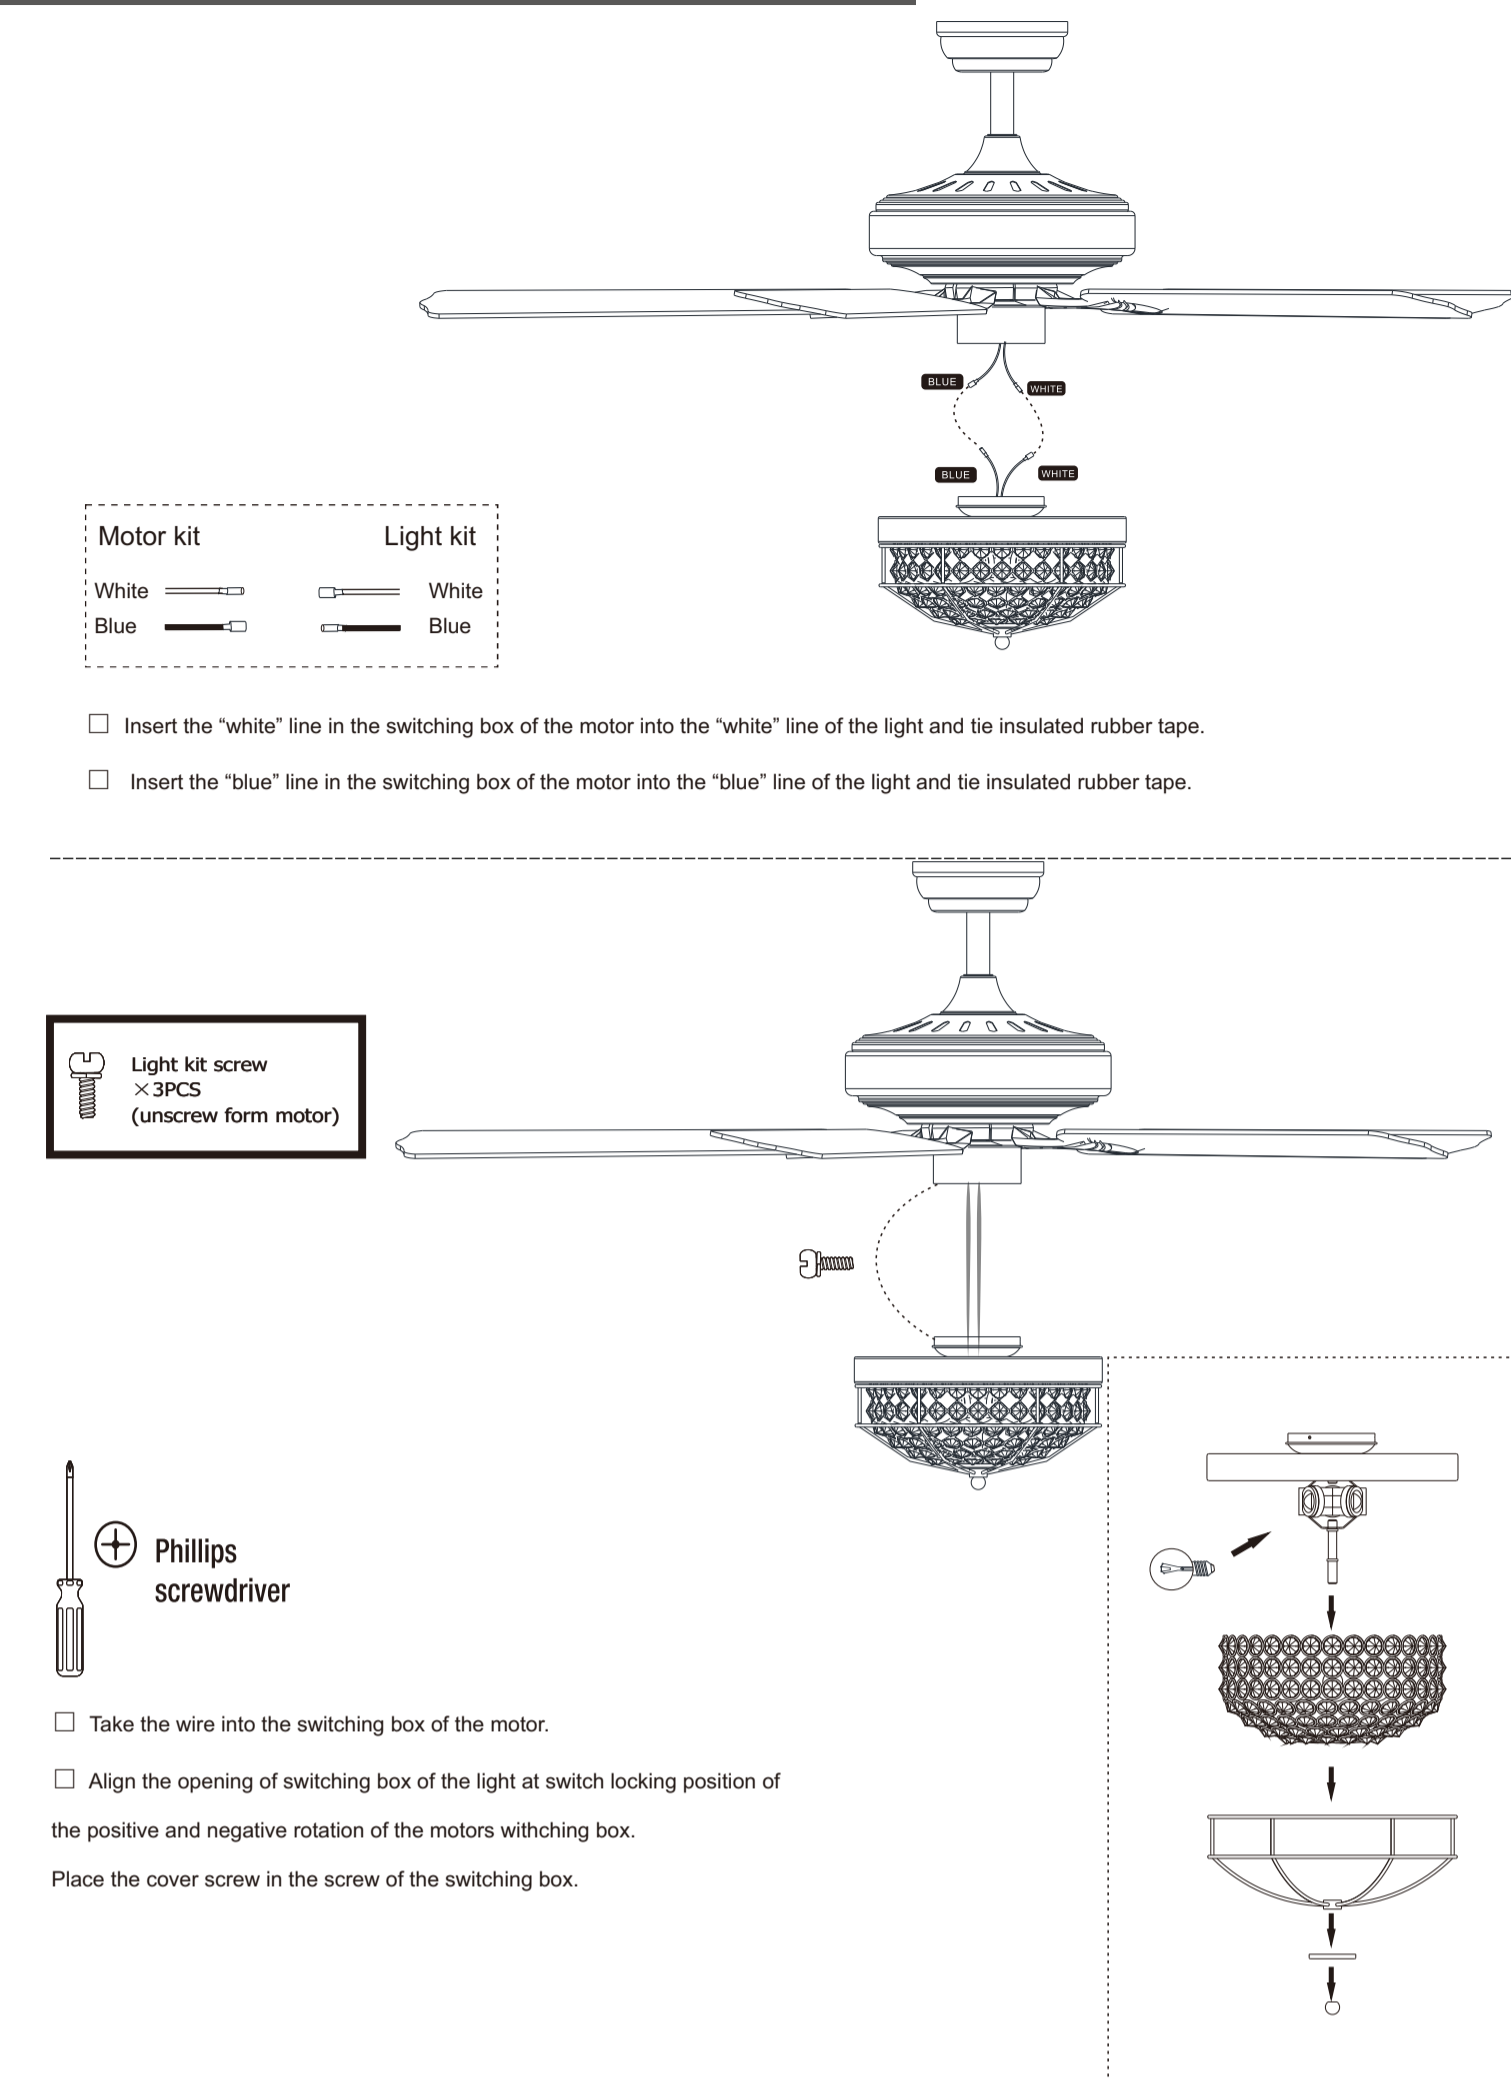 BLUE
WHITE
BLUE
WHITE
Motor kit Light kit
White White
Blue Blue
Insert the “white” line in the switching box of the motor into the “white” line of the light and tie insulated rubber tape.
Insert the “blue” line in the switching box of the motor into the “blue” line of the light and tie insulated rubber tape.
Light kit screw
×3PCS
(unscrew form motor)
Phillips
screwdriver
Take the wire into the switching box of the motor.
Align the opening of switching box of the light at switch locking position of
the positive and negative rotation of the motors withching box.
Place the cover screw in the screw of the switching box.